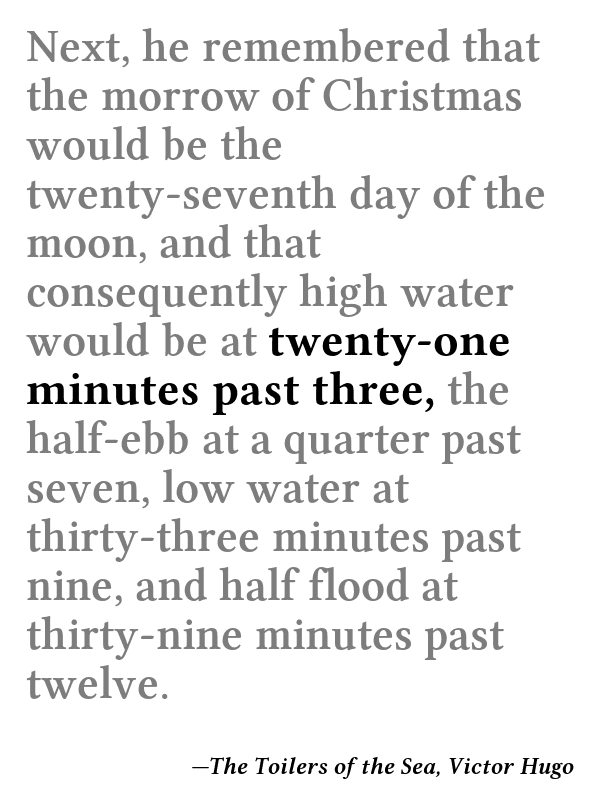 Next, he remembered that
the morrow of Christmas
would be the
twenty-seventh day of the
moon, and that
consequently high water
would be at twenty-one
minutes past three, the
half-ebb at a quarter past
seven, low water at
thirty-three minutes past
nine, and half flood at
thirty-nine minutes past
twelve.
—The Toilers of the Sea, Victor Hugo